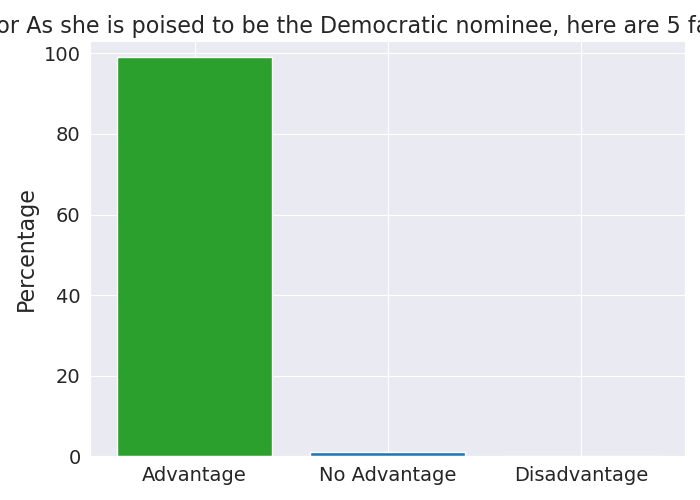 or As she is poised to be the Democratic nominee, here are 5 fa
100
80
60
40
20
0
Percentage
Advantage No Advantage Disadvantage